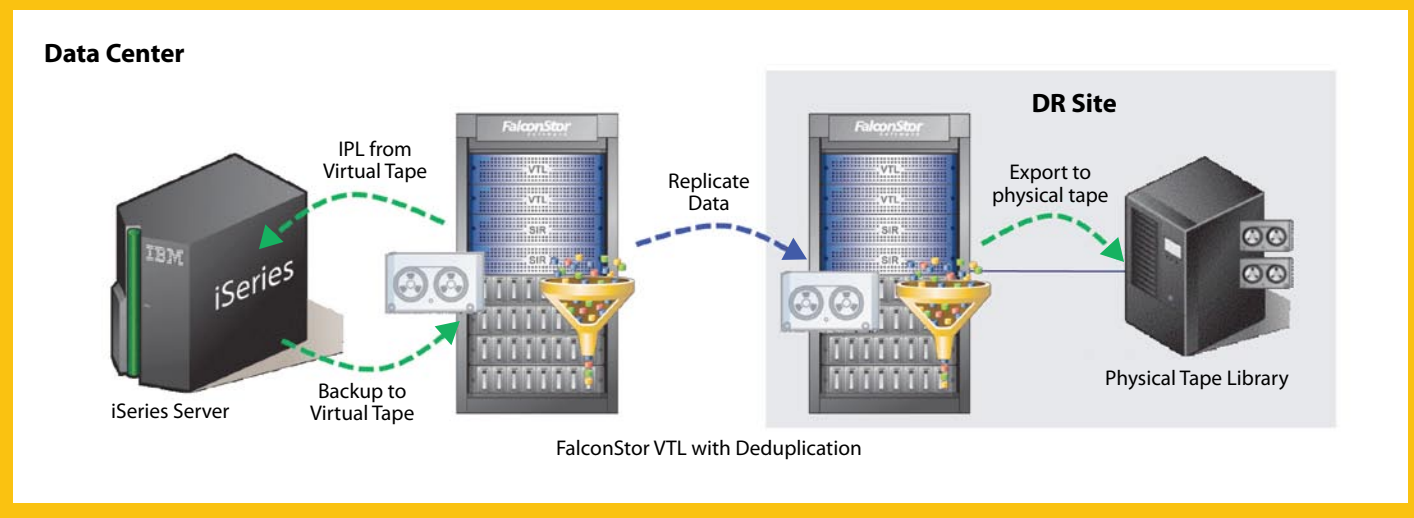 Data Center
DR Site
IPL from
Virtual Tape
Replicate
Data
Export to
physical tape
FalconStor
SOFTWARE
VTL
VTL
SIR
SIR
FalconStor
SOFTWARE
VTL
VTL
SIR
SIR
IBM
iSeries
Backup to
Virtual Tape
iSeries Server
Physical Tape Library
FalconStor VTL with Deduplication